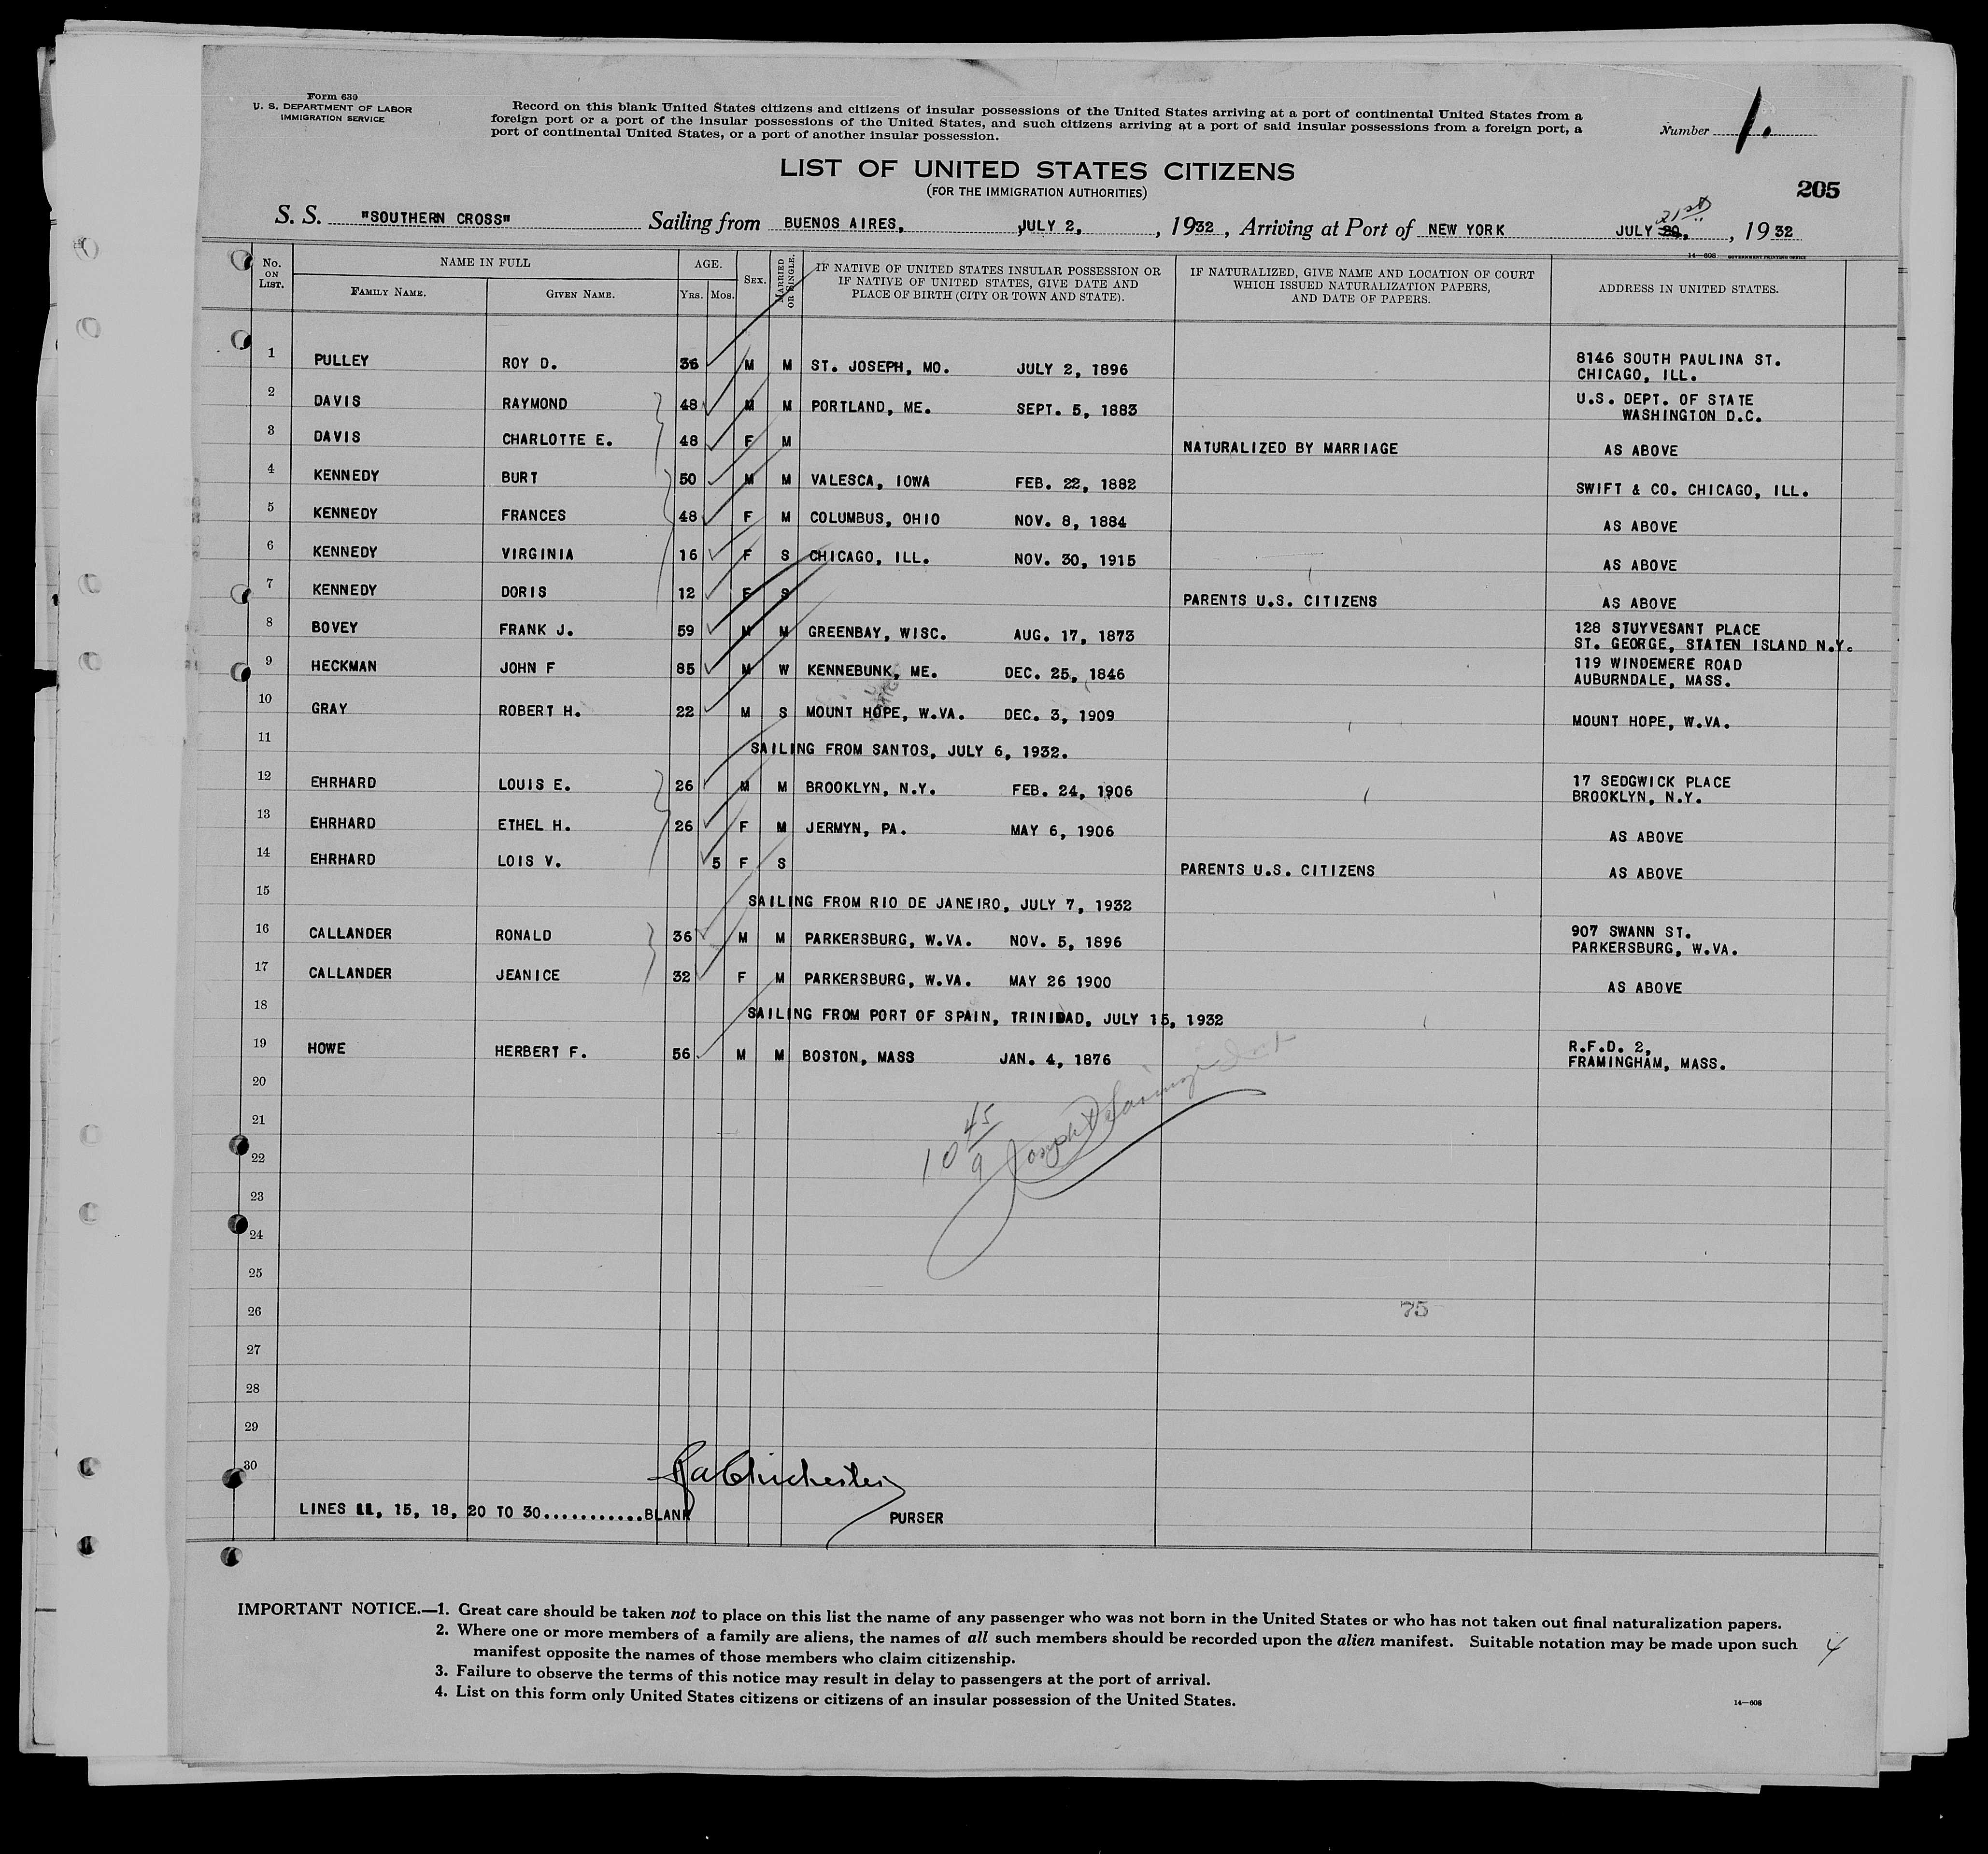 Form 630
U. S. DEPARTMENT OF LABOR
IMMIGRATION SERVICE
Record on this blank United States citizens and citizens of insular possessions of the United States arriving at a port of continental United States from a
foreign port or a port of the insular possessions of the United States, and such citizens arriving at a port of said insular possessions from a foreign port, a
port of continental United States, or a port of another insular possession.
Number 1.
LIST OF UNITED STATES CITIZENS
(FOR THE IMMIGRATION AUTHORITIES)
205
S. S. "SOUTHERN CROSS" Sailing from BUENOS AIRES, JULY 2, , 1932, Arriving at Port of NEW YORK JULY 20, 21st, 1932
14—608 GOVERNMENT PRINTING OFFICE
No. ON LIST. NAME IN FULL AGE. SEX. MARRIED OR SINGLE. IF NATIVE OF UNITED STATES INSULAR POSSESSION OR IF NATIVE OF UNITED STATES, GIVE DATE AND PLACE OF BIRTH (CITY OR TOWN AND STATE). IF NATURALIZED, GIVE NAME AND LOCATION OF COURT WHICH ISSUED NATURALIZATION PAPERS, AND DATE OF PAPERS. ADDRESS IN UNITED STATES.
FAMILY NAME. GIVEN NAME. Yrs. Mos.
1 PULLEY ROY D. 36 M M ST. JOSEPH, MO. JULY 2, 1896 8146 SOUTH PAULINA ST.
CHICAGO, ILL.
2 DAVIS RAYMOND 48 M M PORTLAND, ME. SEPT. 5, 1883 U.S. DEPT. OF STATE
WASHINGTON D.C.
3 DAVIS CHARLOTTE E. 48 F M NATURALIZED BY MARRIAGE AS ABOVE
4 KENNEDY BURT 50 M M VALESCA, IOWA FEB. 22, 1882 SWIFT & CO. CHICAGO, ILL.
5 KENNEDY FRANCES 48 F M COLUMBUS, OHIO NOV. 8, 1884 AS ABOVE
6 KENNEDY VIRGINIA 16 F S CHICAGO, ILL. NOV. 30, 1915 AS ABOVE
7 KENNEDY DORIS 12 F S PARENTS U.S. CITIZENS AS ABOVE
8 BOVEY FRANK J. 59 M M GREENBAY, WISC. AUG. 17, 1873 128 STUYVESANT PLACE
ST. GEORGE, STATEN ISLAND N.Y.
9 HECKMAN JOHN F 85 M W KENNEBUNK, ME. DEC. 25, 1846 119 WINDEMERE ROAD
AUBURNDALE, MASS.
10 GRAY ROBERT H. 22 M S MOUNT HOPE, W.VA. DEC. 3, 1909 MOUNT HOPE, W.VA.
11 SAILING FROM SANTOS, JULY 6, 1932.
12 EHRHARD LOUIS E. 26 M M BROOKLYN, N.Y. FEB. 24, 1906 17 SEDGWICK PLACE
BROOKLYN, N.Y.
13 EHRHARD ETHEL H. 26 F M JERMYN, PA. MAY 6, 1906 AS ABOVE
14 EHRHARD LOIS V. 5 F S PARENTS U.S. CITIZENS AS ABOVE
15 SAILING FROM RIO DE JANEIRO, JULY 7, 1932
16 CALLANDER RONALD 36 M M PARKERSBURG, W.VA. NOV. 5, 1896 907 SWANN ST.
PARKERSBURG, W.VA.
17 CALLANDER JEANICE 32 F M PARKERSBURG, W.VA. MAY 26 1900 AS ABOVE
18 SAILING FROM PORT OF SPAIN, TRINIDAD, JULY 15, 1932
19 HOWE HERBERT F. 56 M M BOSTON, MASS JAN. 4, 1876 R.F.D. 2,
FRAMINGHAM, MASS.
20
21
10 45/9 Joseph
22
23
24
25
26 75
27
28
29
30
Chichester
LINES 11, 15, 18, 20 TO 30...........BLANK PURSER
IMPORTANT NOTICE.—1. Great care should be taken not to place on this list the name of any passenger who was not born in the United States or who has not taken out final naturalization papers.
2. Where one or more members of a family are aliens, the names of all such members should be recorded upon the alien manifest. Suitable notation may be made upon such
manifest opposite the names of those members who claim citizenship.
3. Failure to observe the terms of this notice may result in delay to passengers at the port of arrival.
4. List on this form only United States citizens or citizens of an insular possession of the United States.
4
14—608